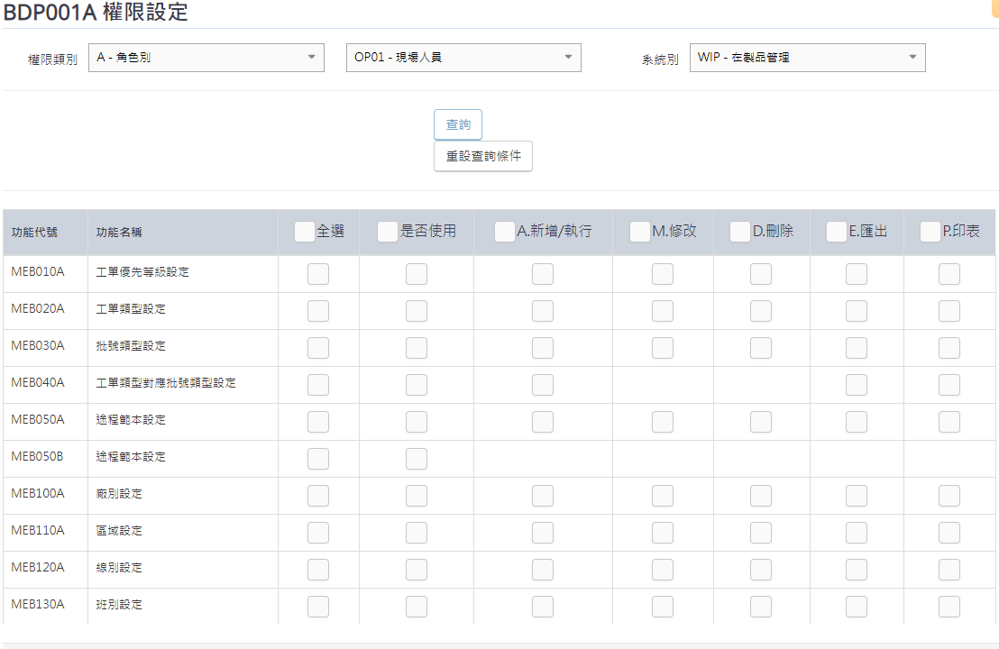 BDP001A 權限設定
權限類別 A - 角色別 OP01 - 現場人員 系統別 WIP - 在製品管理
查詢
重設查詢條件
功能代號 功能名稱 全選 是否使用 A.新增/執行 M.修改 D.刪除 E.匯出 P.印表
MEB010A 工單優先等級設定
MEB020A 工單類型設定
MEB030A 批號類型設定
MEB040A 工單類型對應批號類型設定
MEB050A 途程範本設定
MEB050B 途程範本設定
MEB100A 廠別設定
MEB110A 區域設定
MEB120A 線別設定
MEB130A 班別設定